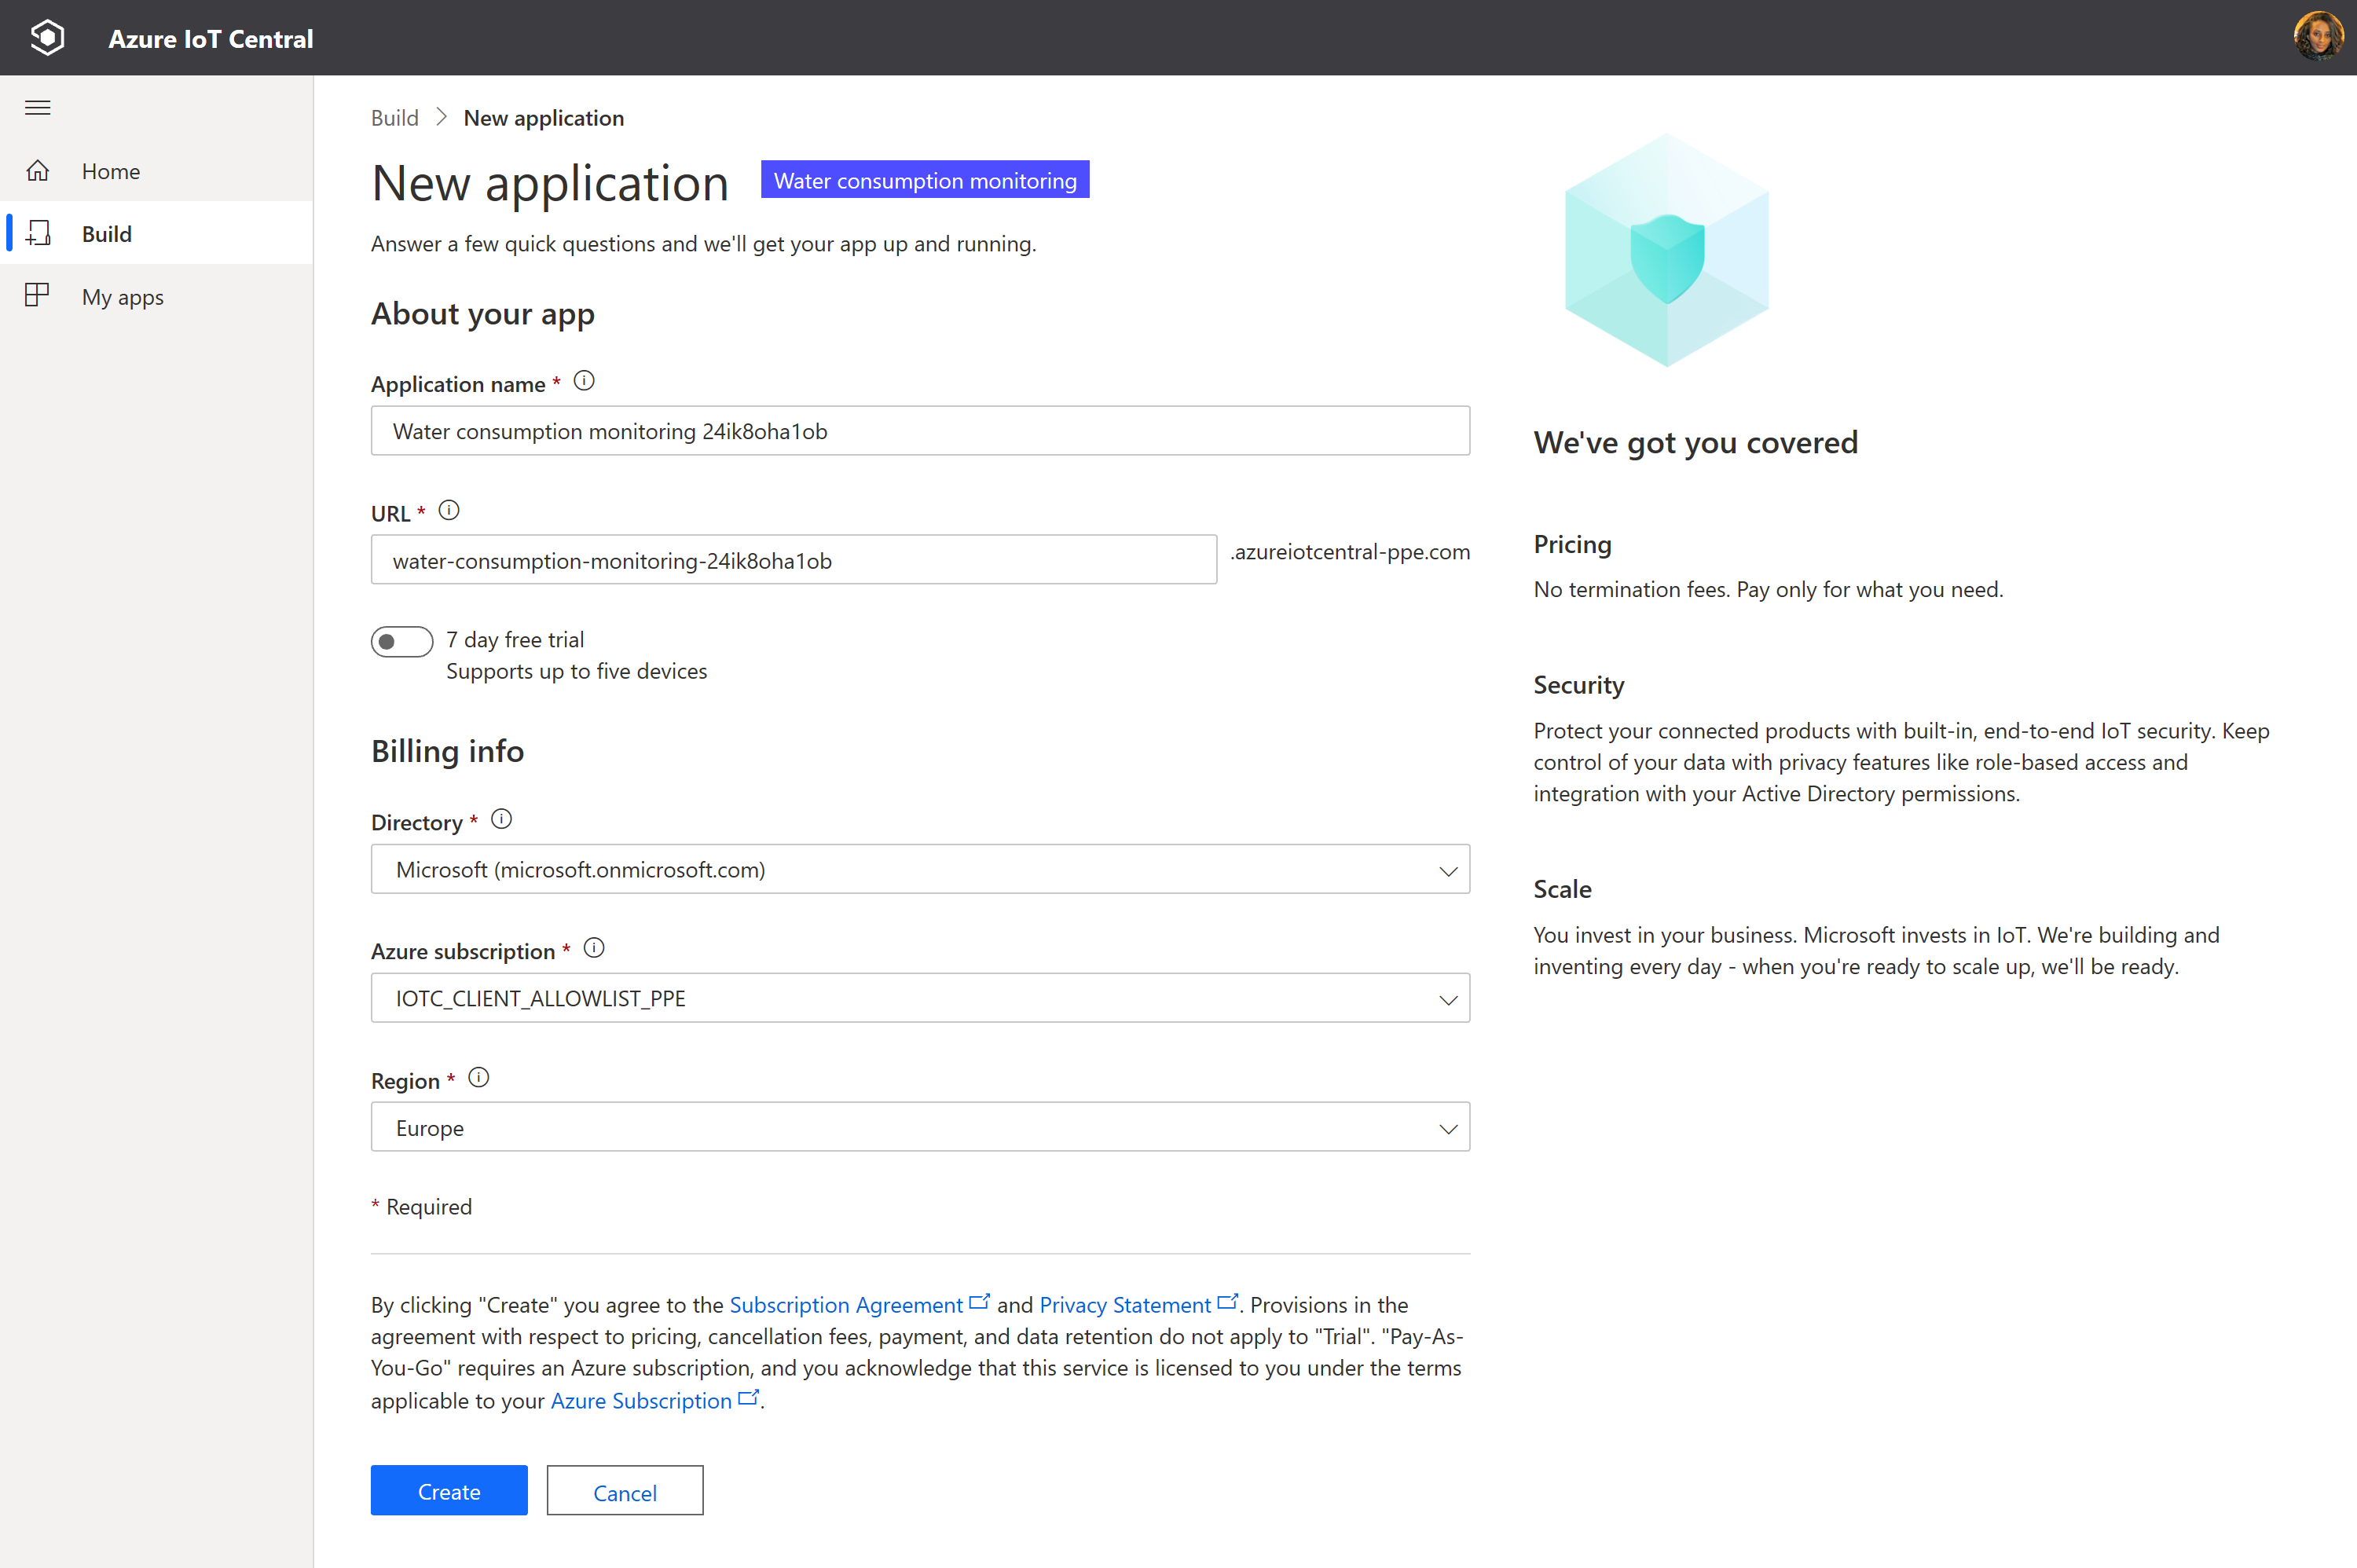 Azure IoT Central
Home
Build
My apps
Build > New application
New application
Water consumption monitoring
Answer a few quick questions and we'll get your app up and running.
About your app
Application name *
Water consumption monitoring 24ik8oha1ob
URL *
water-consumption-monitoring-24ik8oha1ob
.azureiotcentral-ppe.com
7 day free trial
Supports up to five devices
Billing info
Directory *
Microsoft (microsoft.onmicrosoft.com)
Azure subscription *
IOTC_CLIENT_ALLOWLIST_PPE
Region *
Europe
* Required
By clicking "Create" you agree to the Subscription Agreement and Privacy Statement. Provisions in the
agreement with respect to pricing, cancellation fees, payment, and data retention do not apply to "Trial". "Pay-As-
You-Go" requires an Azure subscription, and you acknowledge that this service is licensed to you under the terms
applicable to your Azure Subscription.
Create
Cancel
We've got you covered
Pricing
No termination fees. Pay only for what you need.
Security
Protect your connected products with built-in, end-to-end IoT security. Keep
control of your data with privacy features like role-based access and
integration with your Active Directory permissions.
Scale
You invest in your business. Microsoft invests in IoT. We're building and
inventing every day - when you're ready to scale up, we'll be ready.